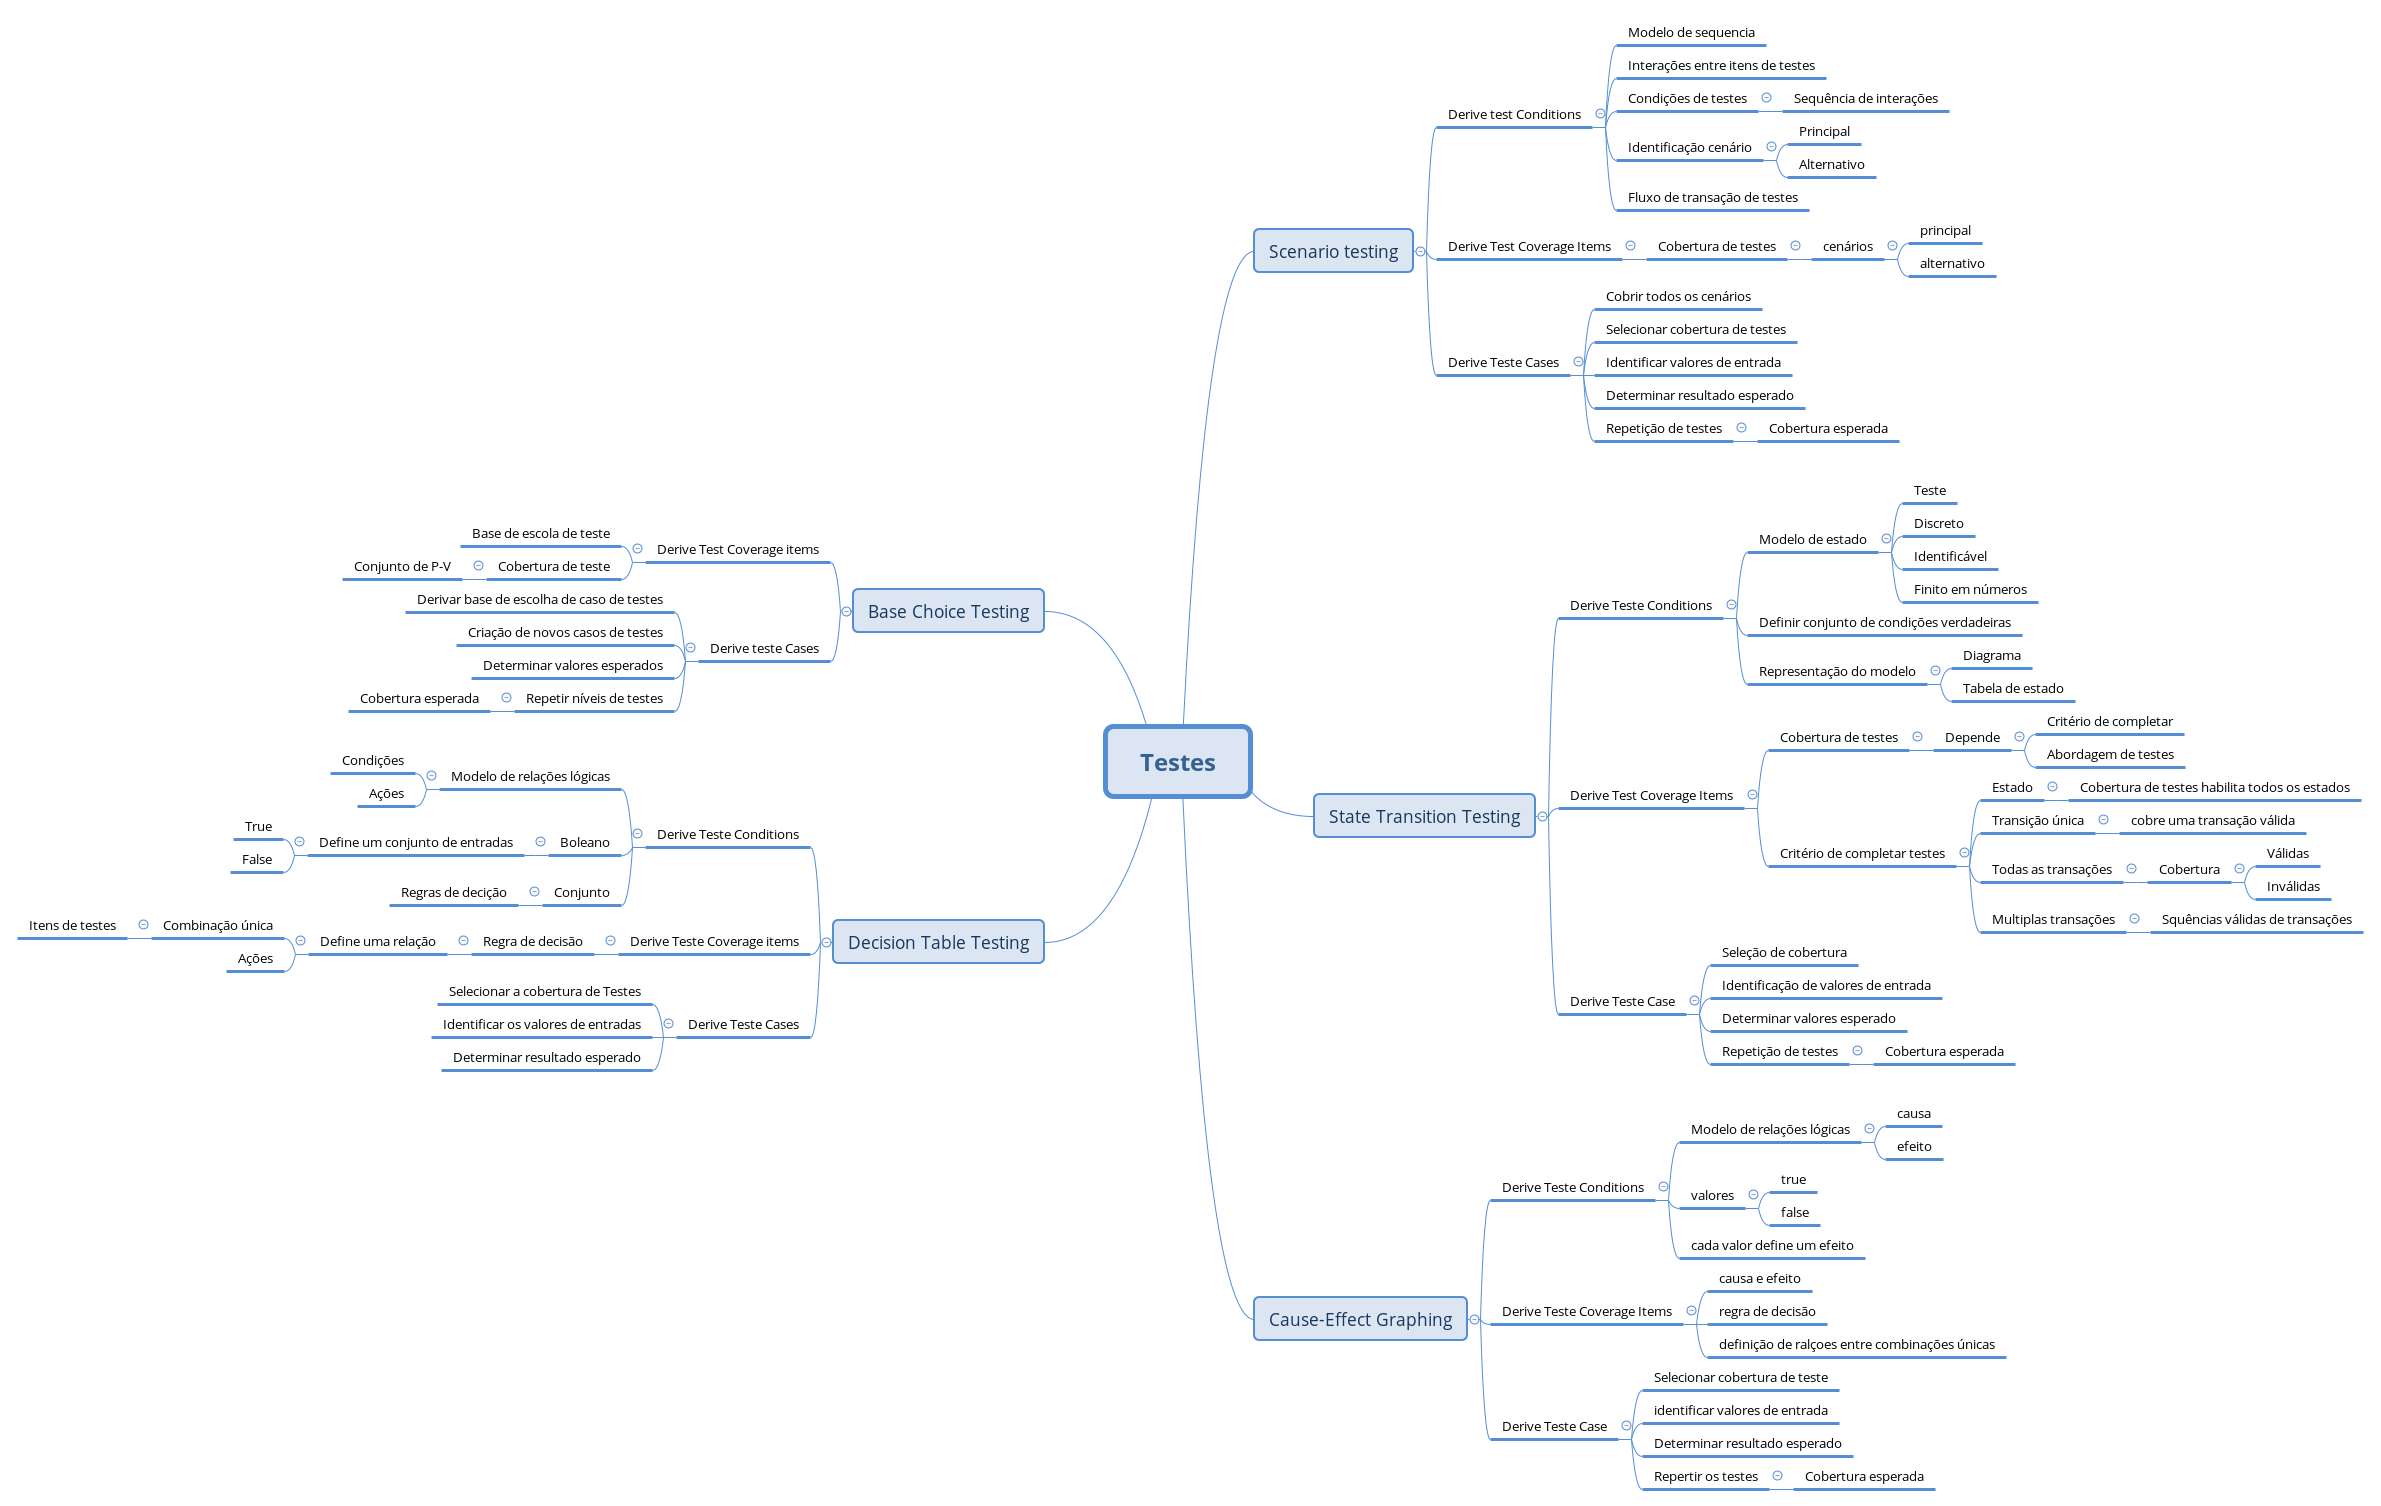 Testes
Scenario testing
Derive test Conditions
Modelo de sequencia
Interações entre itens de testes
Condições de testes
Sequência de interações
Identificação cenário
Principal
Alternativo
Fluxo de transação de testes
Derive Test Coverage Items
Cobertura de testes
cenários
principal
alternativo
Derive Teste Cases
Cobrir todos os cenários
Selecionar cobertura de testes
Identificar valores de entrada
Determinar resultado esperado
Repetição de testes
Cobertura esperada
State Transition Testing
Derive Teste Conditions
Modelo de estado
Teste
Discreto
Identificável
Finito em números
Definir conjunto de condições verdadeiras
Representação do modelo
Diagrama
Tabela de estado
Derive Test Coverage Items
Cobertura de testes
Depende
Critério de completar
Abordagem de testes
Critério de completar testes
Estado
Cobertura de testes habilita todos os estados
Transição única
cobre uma transação válida
Todas as transações
Cobertura
Válidas
Inválidas
Multiplas transações
Squências válidas de transações
Derive Teste Case
Seleção de cobertura
Identificação de valores de entrada
Determinar valores esperado
Repetição de testes
Cobertura esperada
Cause-Effect Graphing
Derive Teste Conditions
Modelo de relações lógicas
causa
efeito
valores
true
false
cada valor define um efeito
Derive Teste Coverage Items
causa e efeito
regra de decisão
definição de ralçoes entre combinações únicas
Derive Teste Case
Selecionar cobertura de teste
identificar valores de entrada
Determinar resultado esperado
Repertir os testes
Cobertura esperada
Base Choice Testing
Derive Test Coverage items
Base de escola de teste
Cobertura de teste
Conjunto de P-V
Derive teste Cases
Derivar base de escolha de caso de testes
Criação de novos casos de testes
Determinar valores esperados
Repetir níveis de testes
Cobertura esperada
Decision Table Testing
Derive Teste Conditions
Modelo de relações lógicas
Condições
Ações
Boleano
Define um conjunto de entradas
True
False
Conjunto
Regras de decição
Derive Teste Coverage items
Regra de decisão
Define uma relação
Combinação única
Itens de testes
Ações
Derive Teste Cases
Selecionar a cobertura de Testes
Identificar os valores de entradas
Determinar resultado esperado